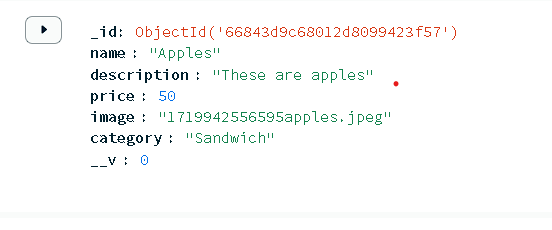 _id: ObjectId('66843d9c68012d8099423f57')
name : "Apples"
description : "These are apples"
price : 50
image : "1719942556595apples.jpeg"
category : "Sandwich"
__v : 0